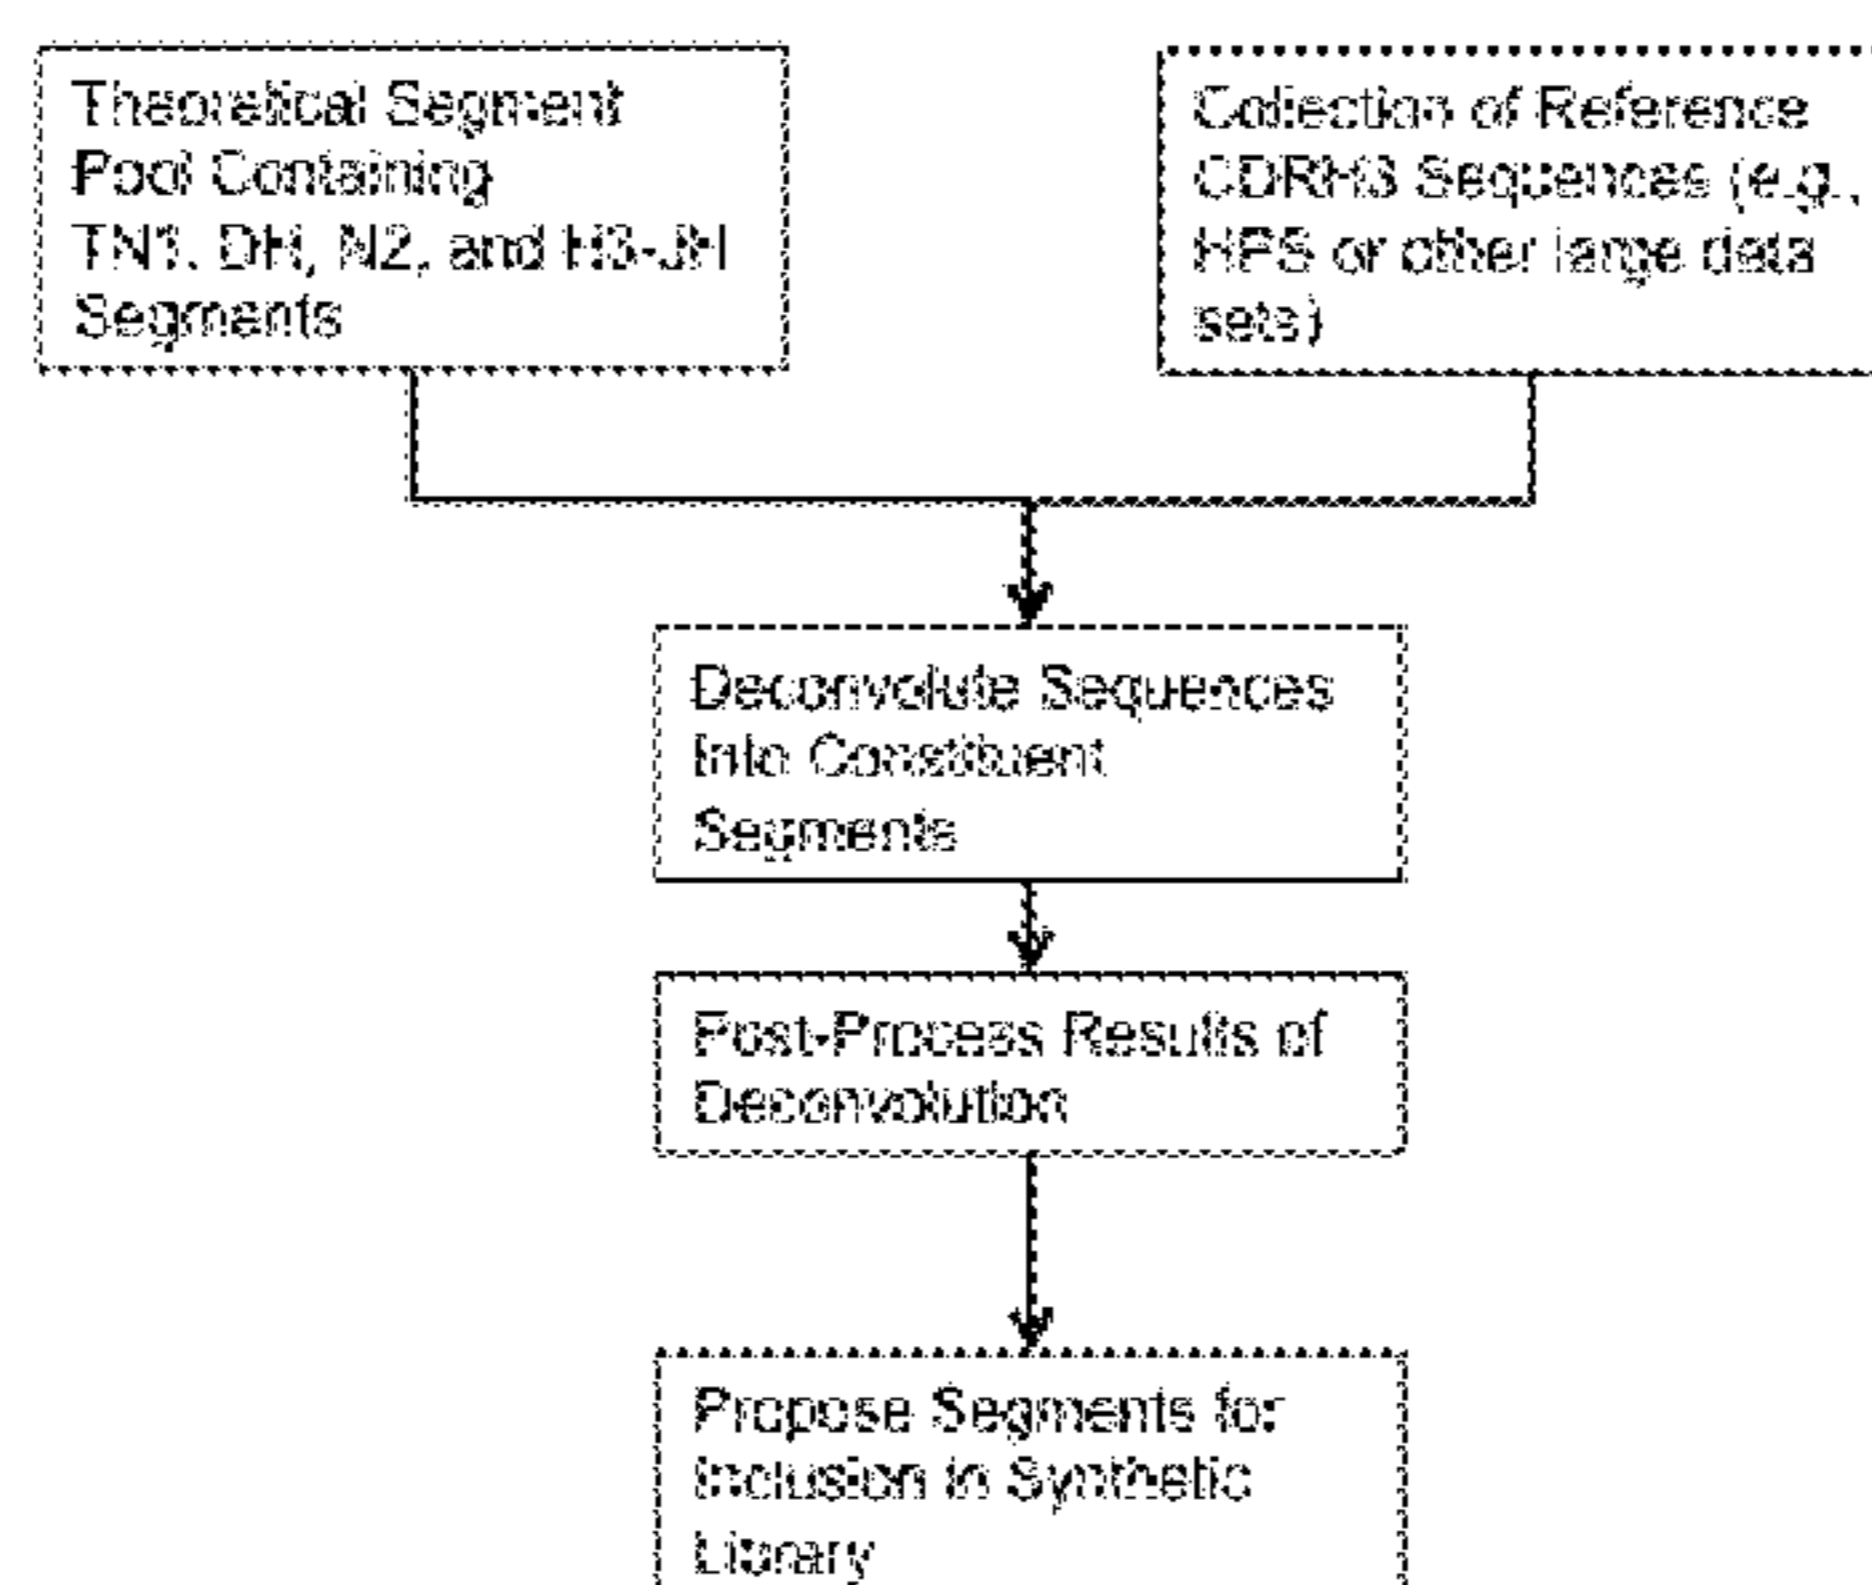 Theoretical Segment
Pool Containing
TN1, DH, N2, and H3-JH
Segments
Collection of Reference
CDRH3 Sequences (e.g.,
HPS or other large data
sets)
Deconvolute Sequences
Into Constituent
Segments
Post-Process Results of
Deconvolution
Propose Segments for
Inclusion in Synthetic
Library